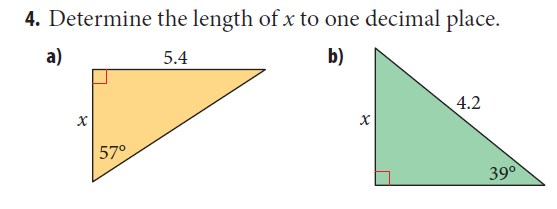 4. Determine the length of x to one decimal place.
a) 5.4 b)
4.2
x x
57°
39°